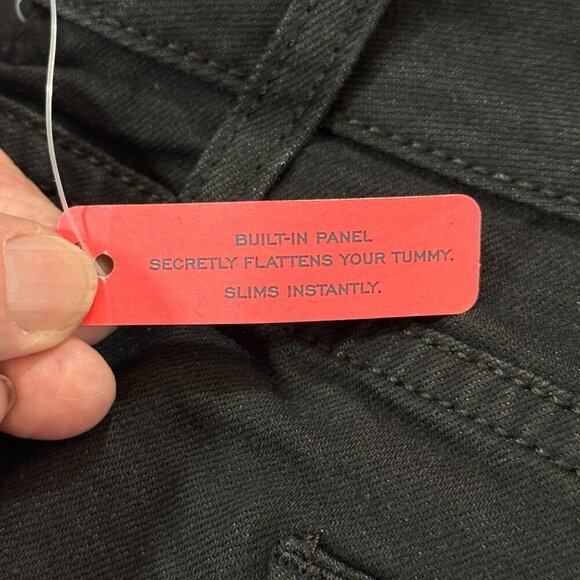 BUILT-IN PANEL
SECRETLY FLATTENS YOUR TUMMY.
SLIMS INSTANTLY.